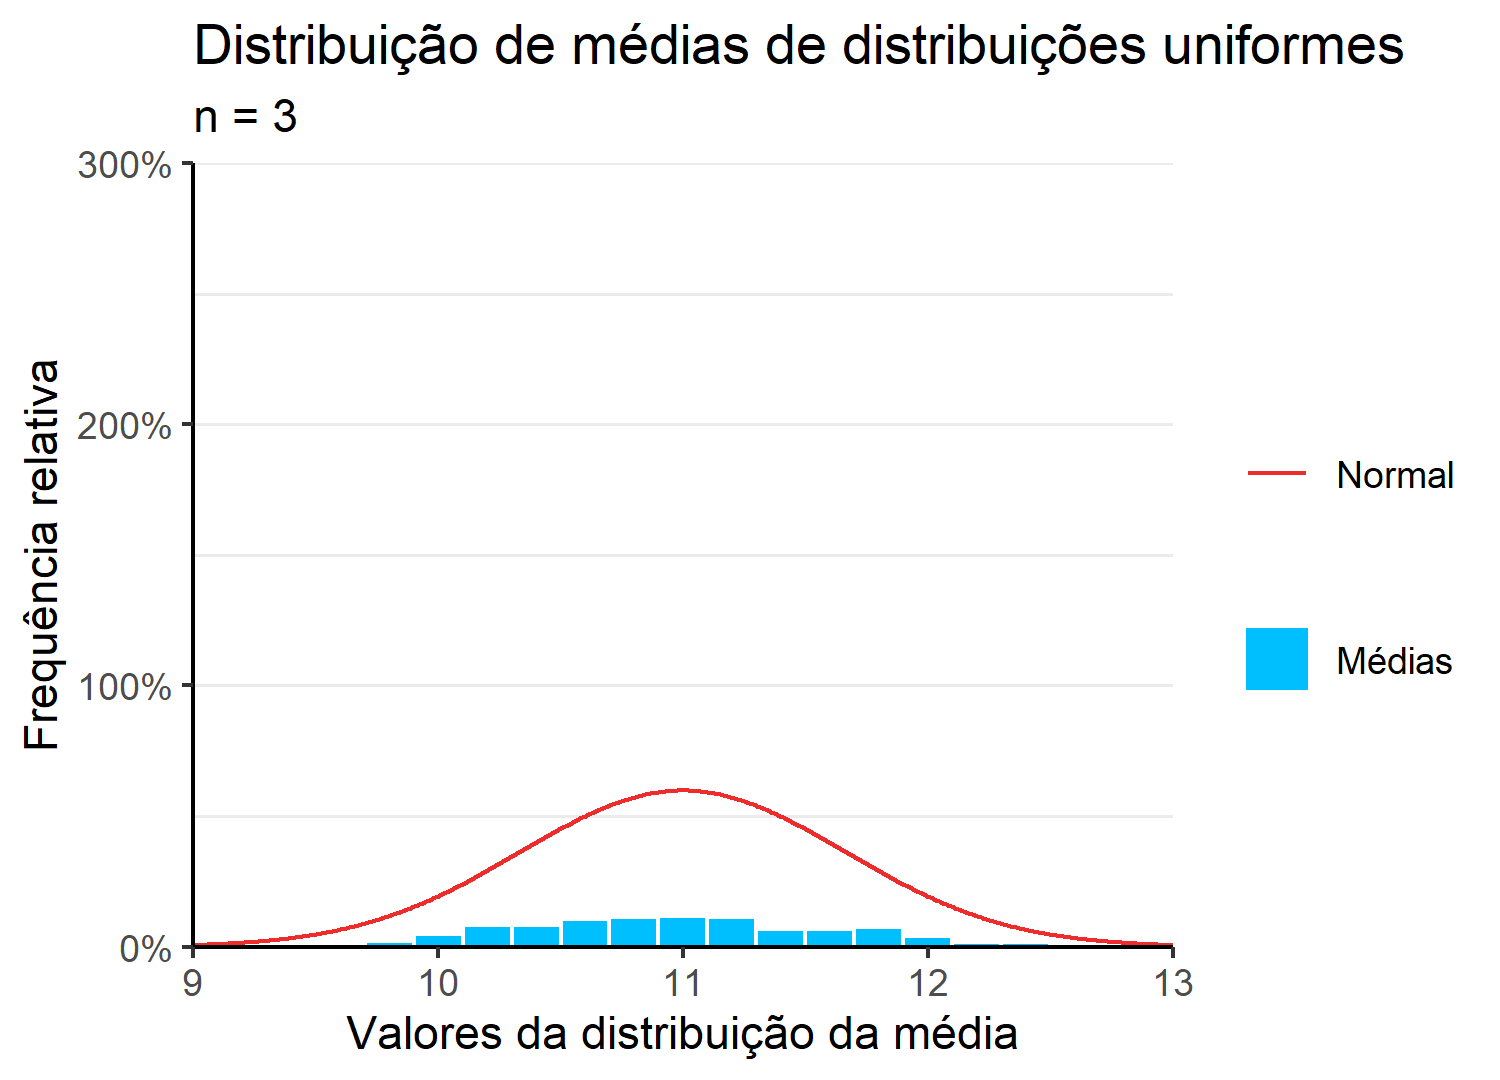 Distribuição de médias de distribuições uniformes
n = 3
300%
200%
100%
0%
Frequência relativa
9 10 11 12 13
Valores da distribuição da média
Normal
Médias